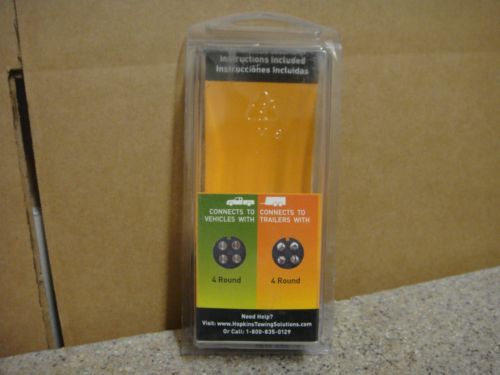 Instructions Included
Instrucciónes Incluidas
V
CONNECTS TO
VEHICLES WITH
CONNECTS TO
TRAILERS WITH
4 Round
4 Round
Need Help?
Visit: www.HopkinsTowingSolutions.com
Or Call: 1-800-835-0129